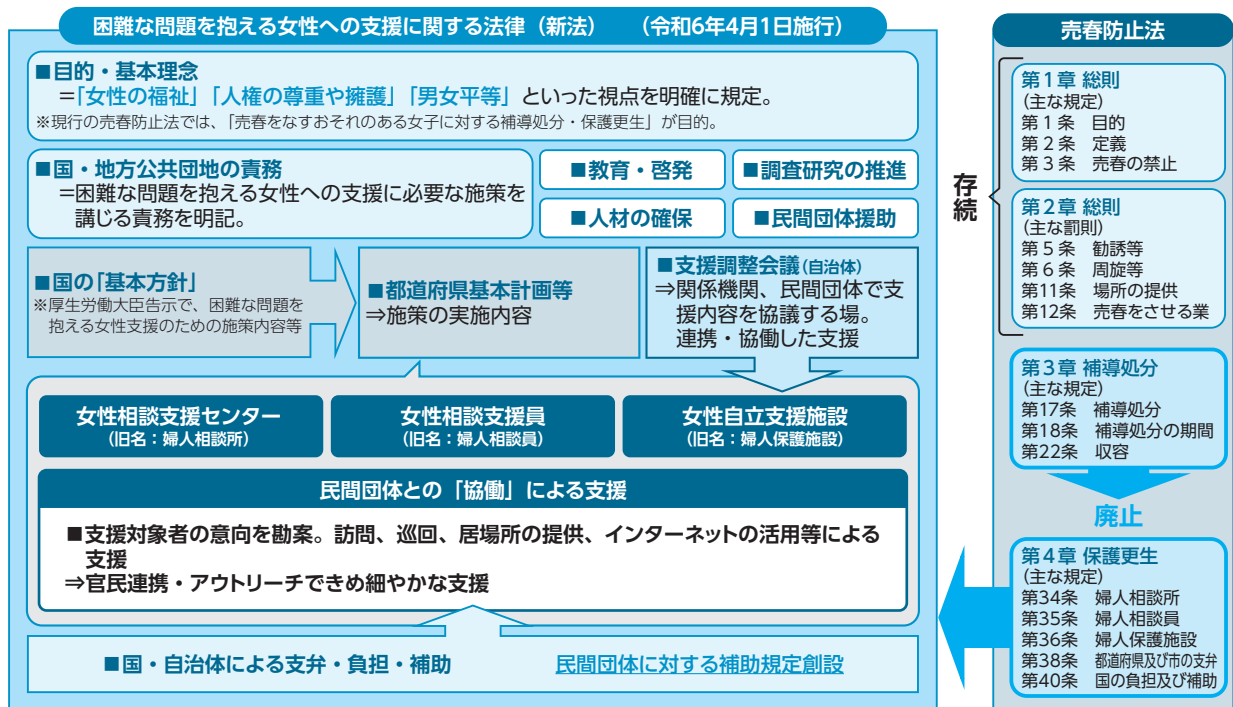 困難な問題を抱える女性への支援に関する法律（新法）　（令和6年4月1日施行）
■目的・基本理念
＝「女性の福祉」「人権の尊重や擁護」「男女平等」といった視点を明確に規定。
※現行の売春防止法では、「売春をなすおそれのある女子に対する補導処分・保護更生」が目的。
■国・地方公共団地の責務
＝困難な問題を抱える女性への支援に必要な施策を
講じる責務を明記。
■教育・啓発
■調査研究の推進
■人材の確保
■民間団体援助
■国の「基本方針」
※厚生労働大臣告示で、困難な問題を
抱える女性支援のための施策内容等
■都道府県基本計画等
⇒施策の実施内容
■支援調整会議(自治体)
⇒関係機関、民間団体で支
援内容を協議する場。
連携・協働した支援
女性相談支援センター
（旧名：婦人相談所）
女性相談支援員
（旧名：婦人相談員）
女性自立支援施設
（旧名：婦人保護施設）
民間団体との「協働」による支援
■支援対象者の意向を勘案。訪問、巡回、居場所の提供、インターネットの活用等による
支援
⇒官民連携・アウトリーチできめ細やかな支援
■国・自治体による支弁・負担・補助
民間団体に対する補助規定創設
売春防止法
存続
第1章 総則
(主な規定)
第1条　目的
第2条　定義
第3条　売春の禁止
第2章 総則
(主な罰則)
第5条　勧誘等
第6条　周旋等
第11条　場所の提供
第12条　売春をさせる業
第3章 補導処分
(主な規定)
第17条　補導処分
第18条　補導処分の期間
第22条　収容
廃止
第4章 保護更生
(主な規定)
第34条　婦人相談所
第35条　婦人相談員
第36条　婦人保護施設
第38条　都道府県及び市の支弁
第40条　国の負担及び補助